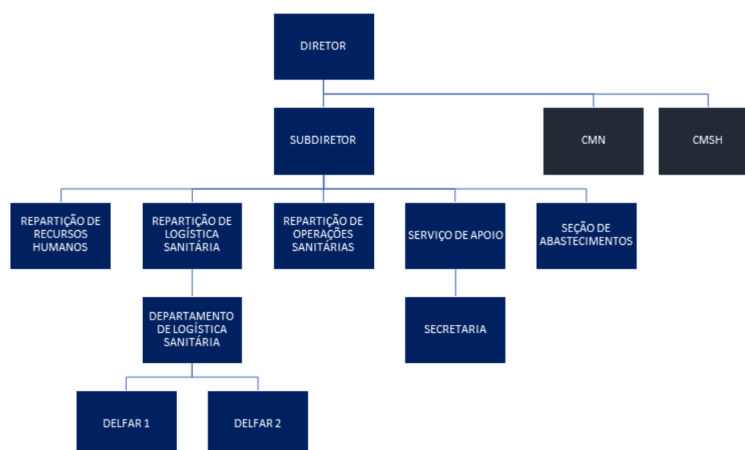 DIRETOR
SUBDIRETOR
CMN
CMSH
REPARTIÇÃO DE
RECURSOS
HUMANOS
REPARTIÇÃO DE
LOGÍSTICA
SANITÁRIA
REPARTIÇÃO DE
OPERAÇÕES
SANITÁRIAS
SERVIÇO DE APOIO
SEÇÃO DE
ABASTECIMENTOS
DEPARTAMENTO
DE LOGÍSTICA
SANITÁRIA
SECRETARIA
DELFAR 1
DELFAR 2